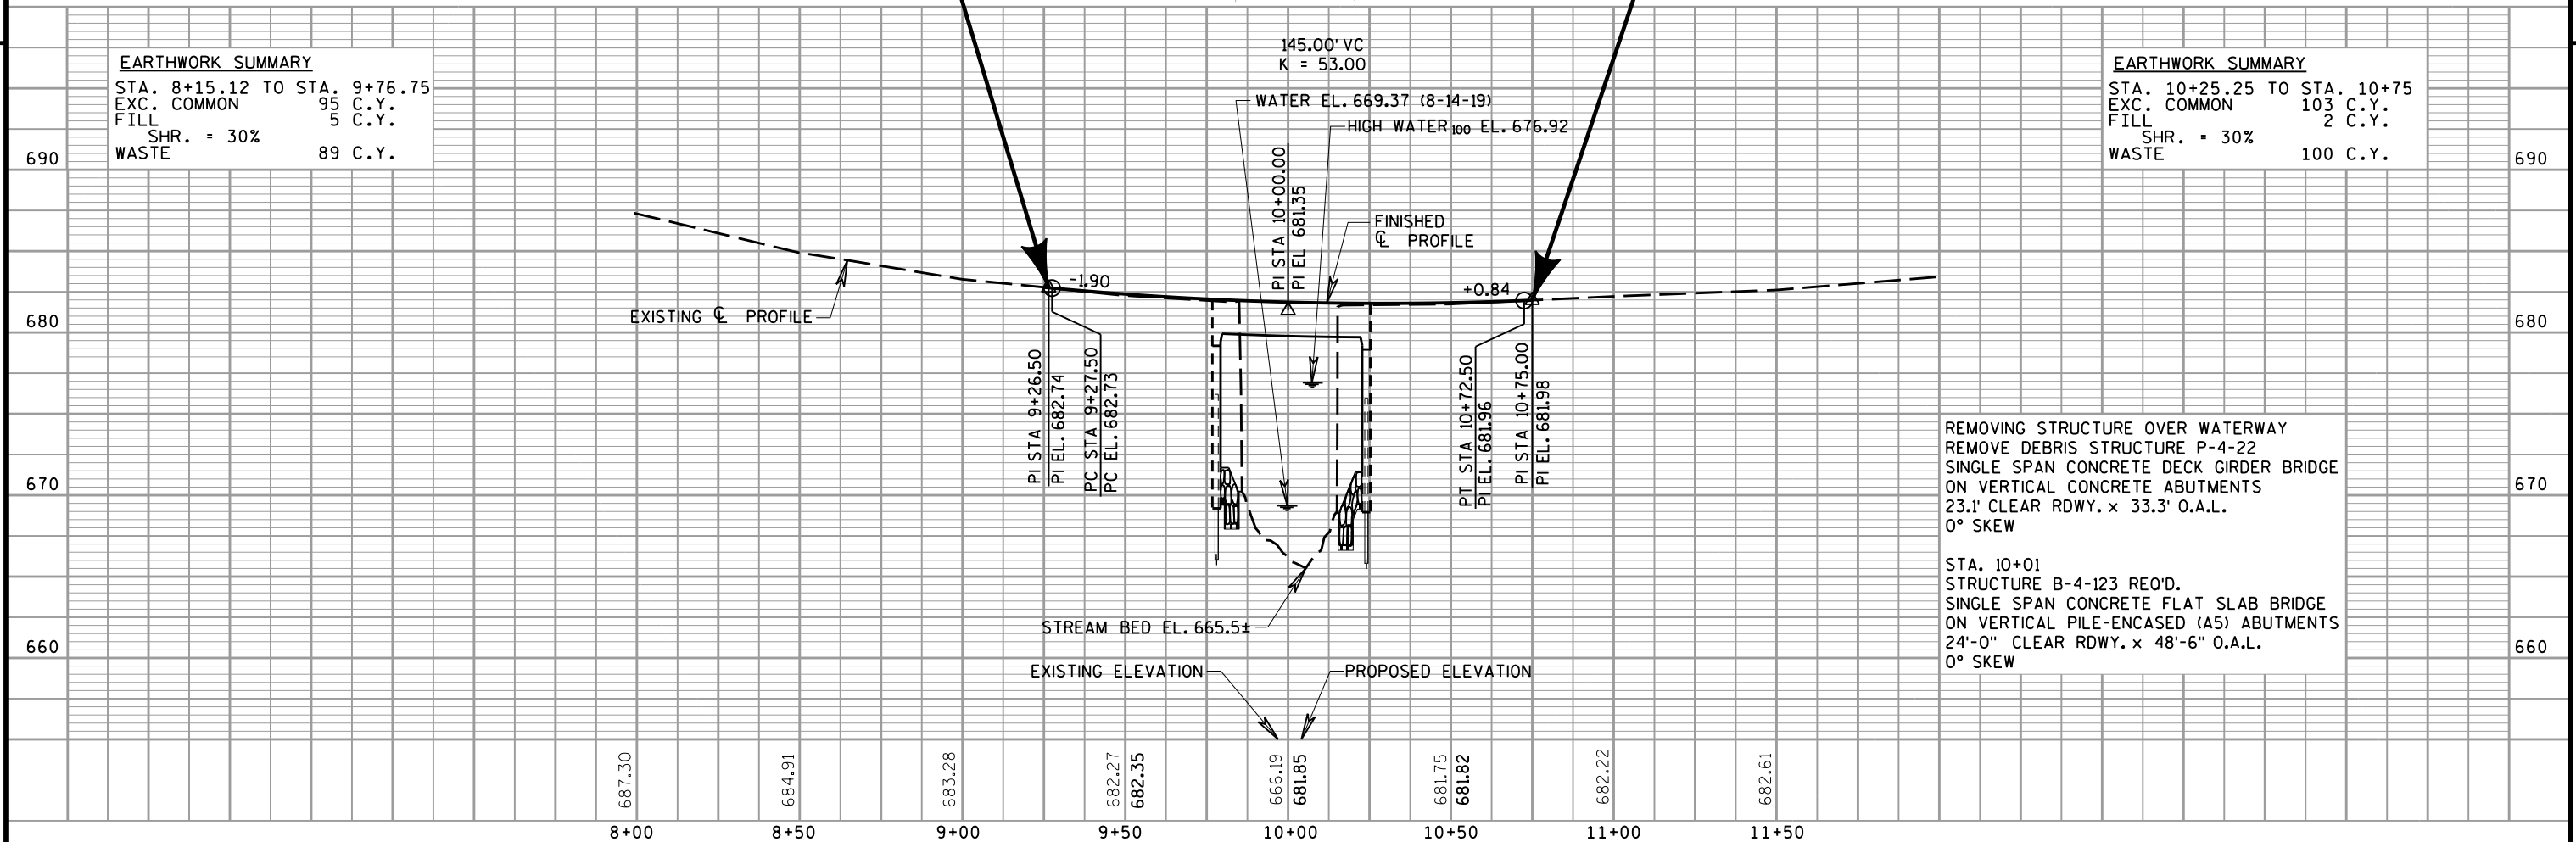 EARTHWORK SUMMARY
STA. 8+15.12 TO STA. 9+76.75
EXC. COMMON 95 C.Y.
FILL 5 C.Y.
SHR. = 30%
WASTE 89 C.Y.
145.00' VC
K = 53.00
WATER EL. 669.37 (8-14-19)
HIGH WATER100 EL. 676.92
EARTHWORK SUMMARY
STA. 10+25.25 TO STA. 10+75
EXC. COMMON 103 C.Y.
FILL 2 C.Y.
SHR. = 30%
WASTE 100 C.Y.
690
690
PI STA 10+00.00
PI EL 681.35
FINISHED
℄ PROFILE
-1.90
+0.84
EXISTING ℄ PROFILE
680
680
PI STA 9+26.50
PI EL. 682.74
PC STA 9+27.50
PC EL. 682.73
PT STA 10+72.50
PI EL. 681.96
PI STA 10+75.00
PI EL. 681.98
670
670
REMOVING STRUCTURE OVER WATERWAY
REMOVE DEBRIS STRUCTURE P-4-22
SINGLE SPAN CONCRETE DECK GIRDER BRIDGE
ON VERTICAL CONCRETE ABUTMENTS
23.1' CLEAR RDWY. x 33.3' O.A.L.
0° SKEW
STA. 10+01
STRUCTURE B-4-123 REQ'D.
SINGLE SPAN CONCRETE FLAT SLAB BRIDGE
ON VERTICAL PILE-ENCASED (A5) ABUTMENTS
24'-0" CLEAR RDWY. x 48'-6" O.A.L.
0° SKEW
STREAM BED EL. 665.5±
660
660
EXISTING ELEVATION
PROPOSED ELEVATION
687.30
684.91
683.28
682.27
682.35
666.19
681.85
681.75
681.82
682.22
682.61
8+00
8+50
9+00
9+50
10+00
10+50
11+00
11+50